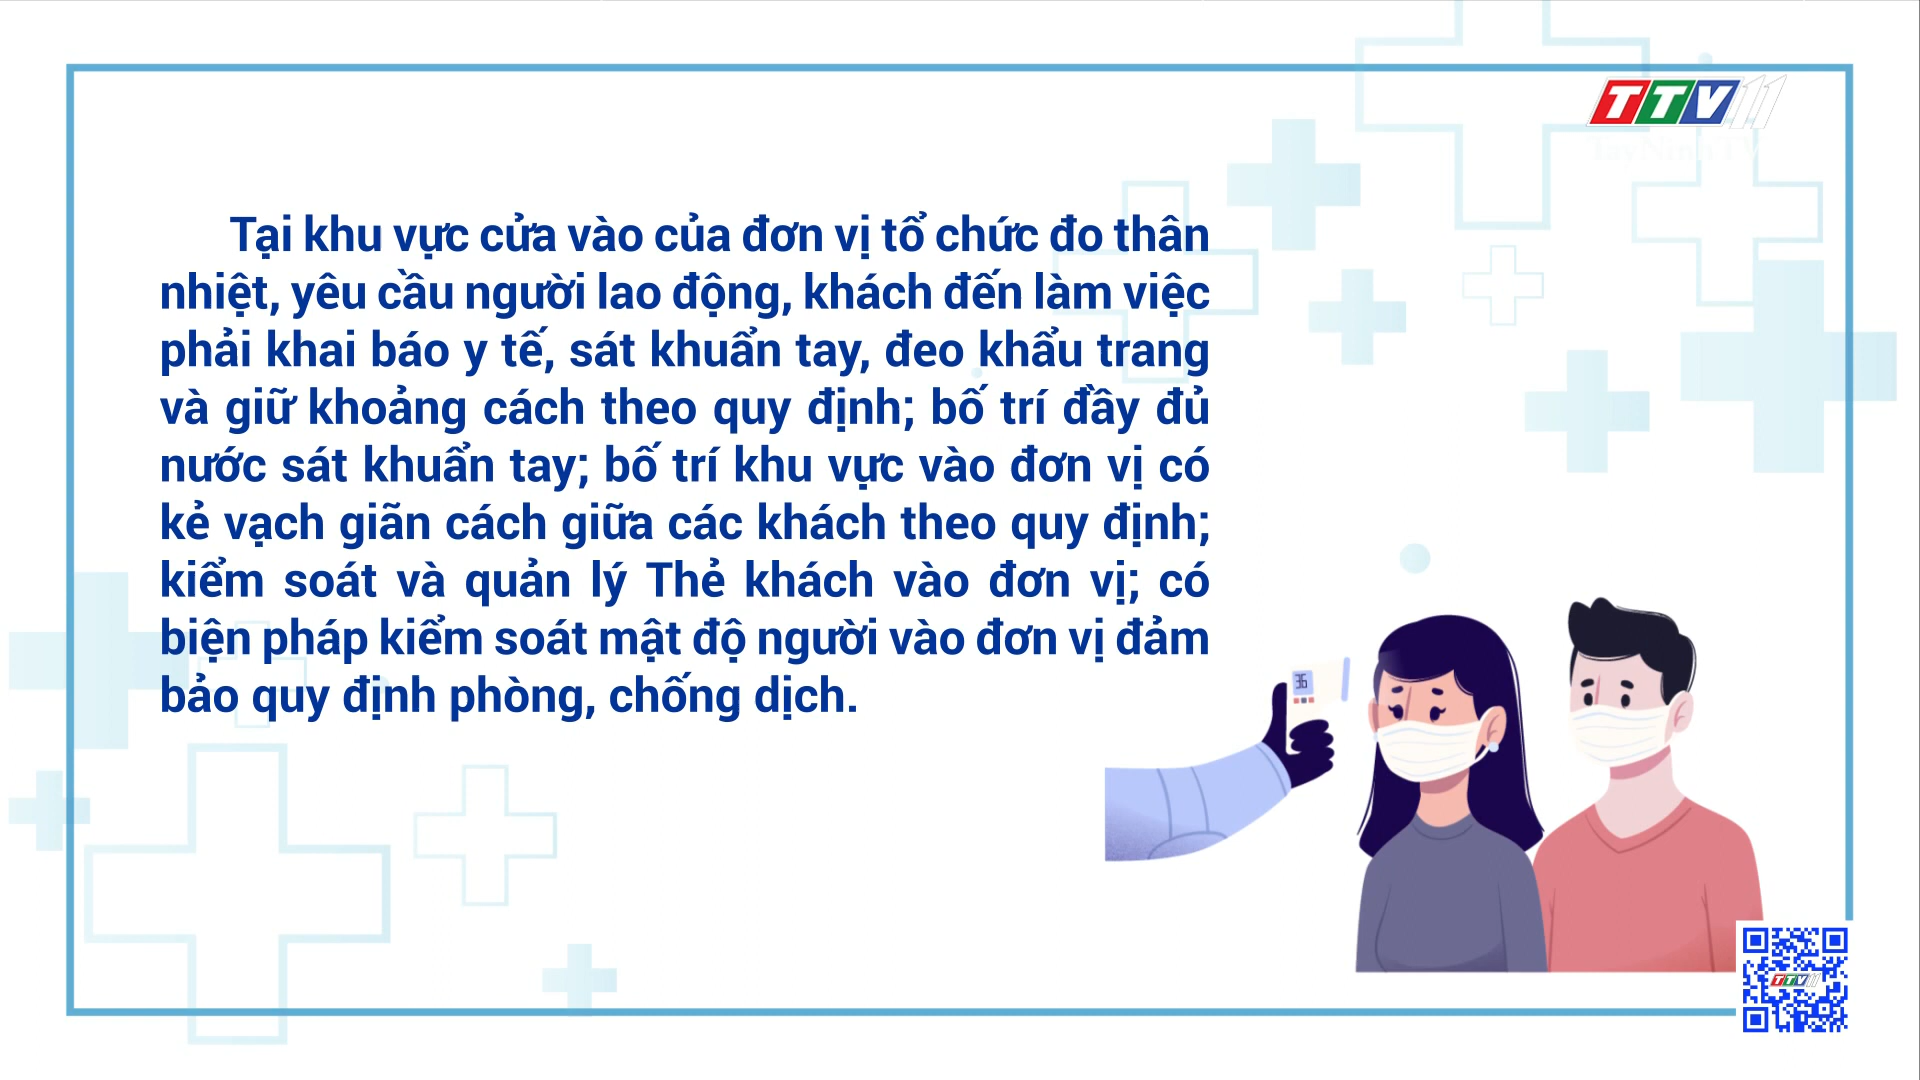 TTV11
TayNinhTV
Tại khu vực cửa vào của đơn vị tổ chức đo thân
nhiệt, yêu cầu người lao động, khách đến làm việc
phải khai báo y tế, sát khuẩn tay, đeo khẩu trang
và giữ khoảng cách theo quy định; bố trí đầy đủ
nước sát khuẩn tay; bố trí khu vực vào đơn vị có
kẻ vạch giãn cách giữa các khách theo quy định;
kiểm soát và quản lý Thẻ khách vào đơn vị; có
biện pháp kiểm soát mật độ người vào đơn vị đảm
bảo quy định phòng, chống dịch.
36
TTV11